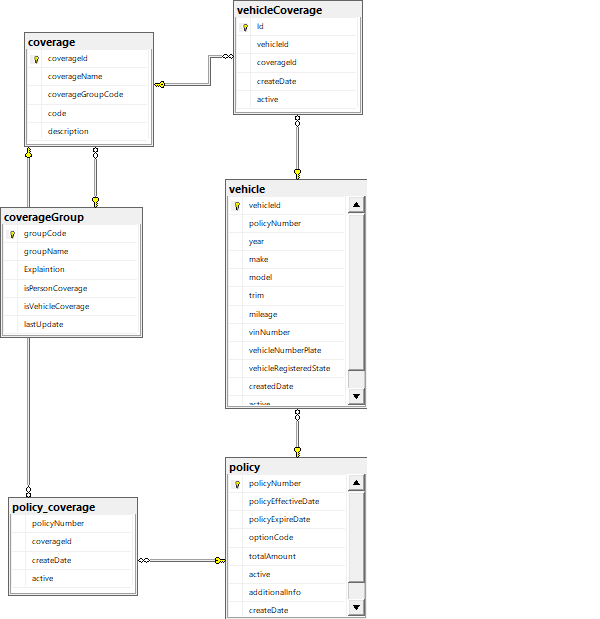 vehicleCoverage
Id
vehicleId
coverageId
createDate
active
coverage
coverageId
coverageName
coverageGroupCode
code
description
vehicle
vehicleId
policyNumber
year
make
model
trim
mileage
vinNumber
vehicleNumberPlate
vehicleRegisteredState
createdDate
active
coverageGroup
groupCode
groupName
Explaintion
isPersonCoverage
isVehicleCoverage
lastUpdate
policy
policyNumber
policyEffectiveDate
policyExpireDate
optionCode
totalAmount
active
additionalInfo
createDate
policy_coverage
policyNumber
coverageId
createDate
active